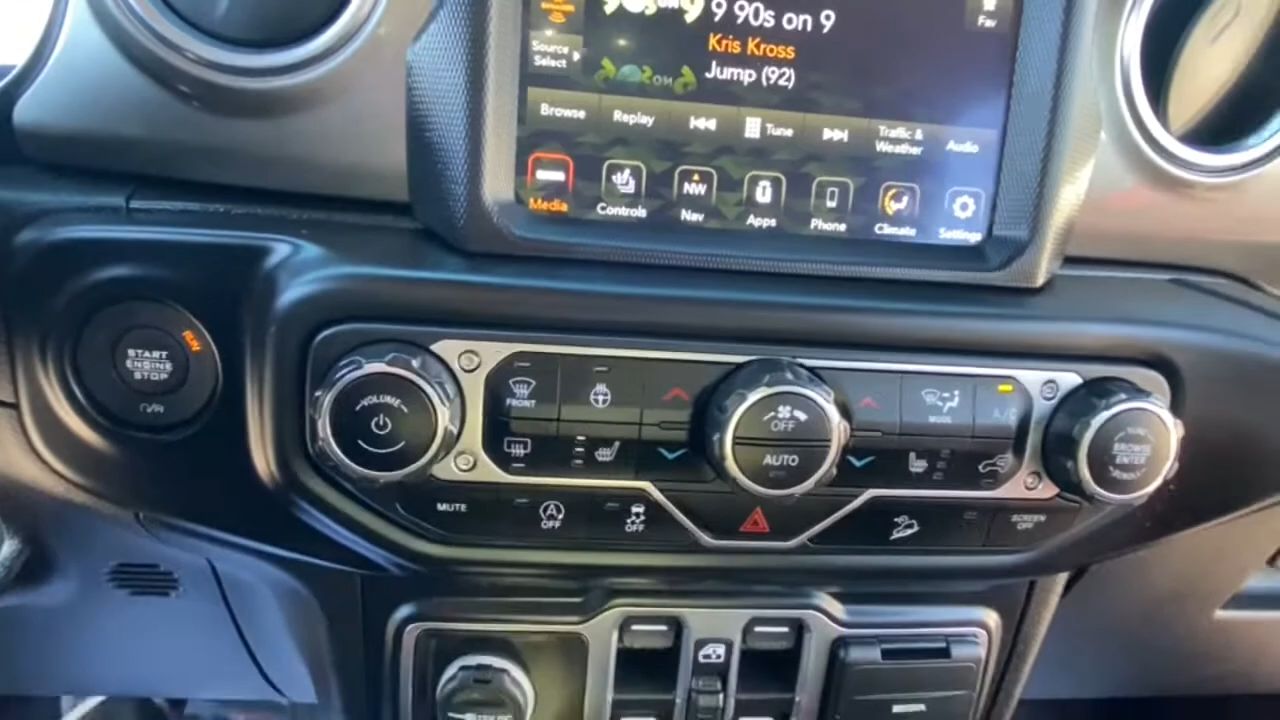 9 90s on 9
Fav
Kris Kross
Source
Select
Jump (92)
Browse
Replay
Tune
Traffic &
Weather
Audio
NW
Media
Controls
Nav
Apps
Phone
Climate
Settings
RUN
START
ENGINE
STOP
VOLUME
FRONT
OFF
AUTO
MODE
A/C
BROWSE
ENTER
MUTE
A
OFF
OFF
SCREEN
OFF